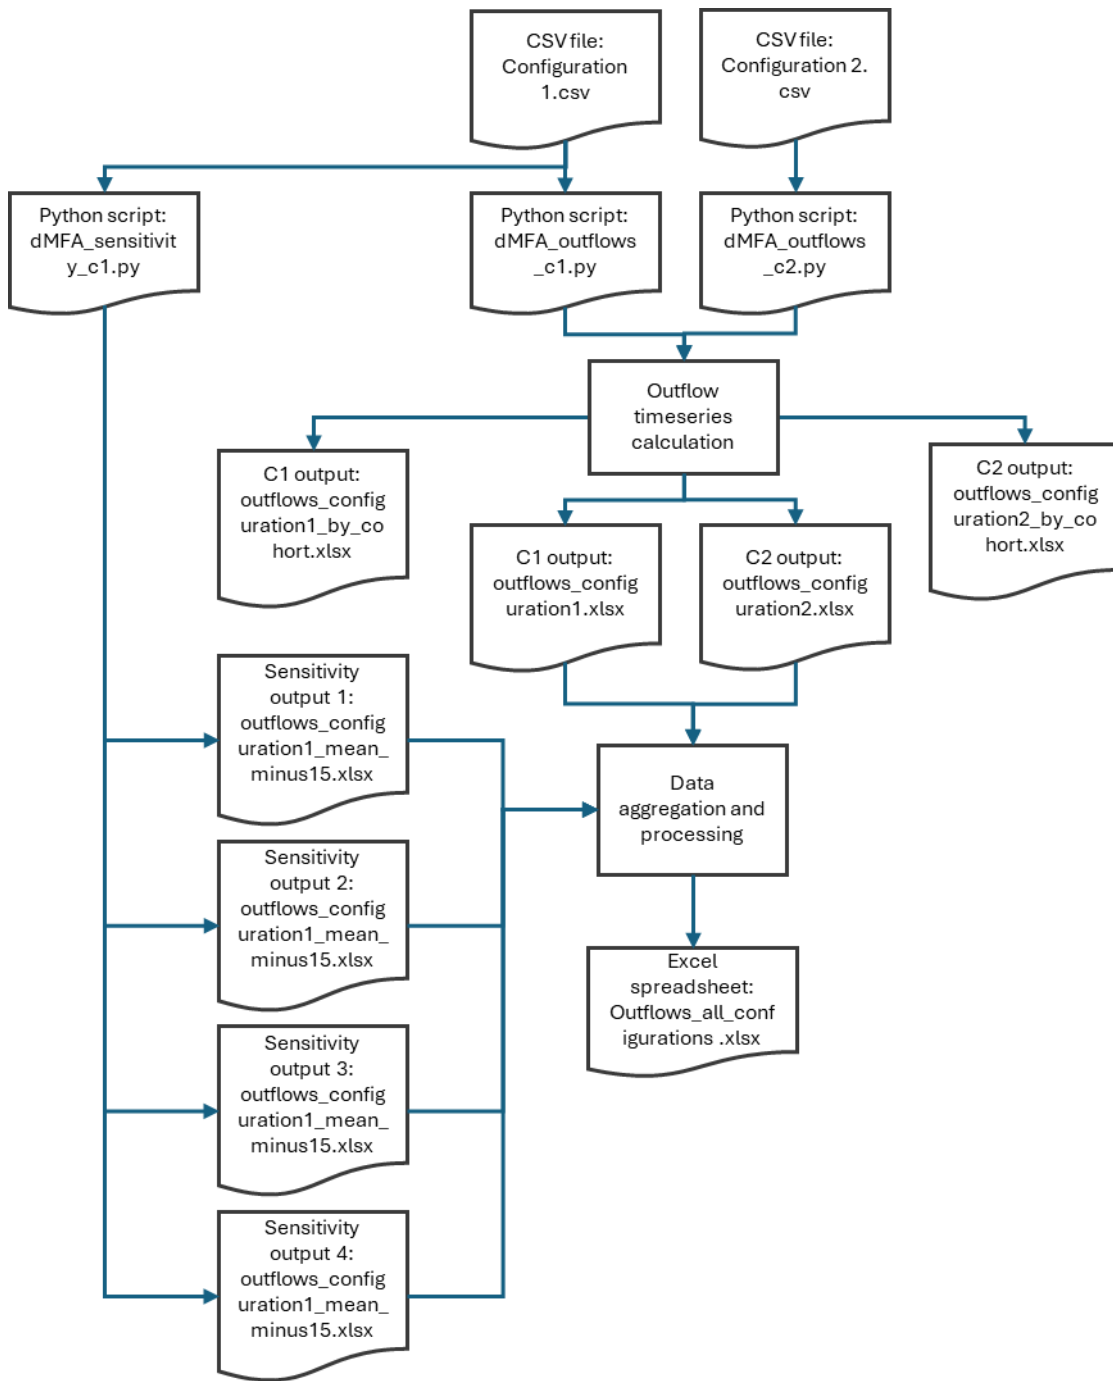 CSV file:
Configuration
1.csv
CSV file:
Configuration 2.
csv
Python script:
dMFA_sensitivit
y_c1.py
Python script:
dMFA_outflows
_c1.py
Python script:
dMFA_outflows
_c2.py
Outflow
timeseries
calculation
C1 output:
outflows_config
uration1_by_co
hort.xlsx
C2 output:
outflows_config
uration2_by_co
hort.xlsx
C1 output:
outflows_config
uration1.xlsx
C2 output:
outflows_config
uration2.xlsx
Sensitivity
output 1:
outflows_config
uration1_mean_
minus15.xlsx
Data
aggregation and
processing
Sensitivity
output 2:
outflows_config
uration1_mean_
minus15.xlsx
Excel
spreadsheet:
Outflows_all_conf
igurations .xlsx
Sensitivity
output 3:
outflows_config
uration1_mean_
minus15.xlsx
Sensitivity
output 4:
outflows_config
uration1_mean_
minus15.xlsx